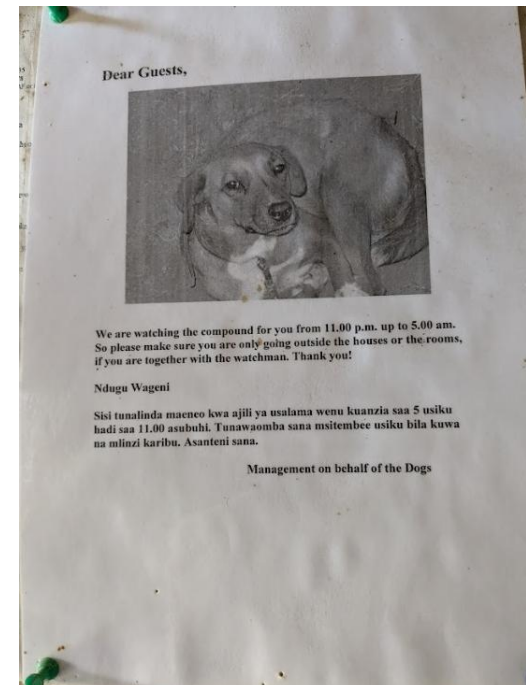 Dear Guests,
We are watching the compound for you from 11.00 p.m. up to 5.00 am.
So please make sure you are only going outside the houses or the rooms,
if you are together with the watchman. Thank you!
Ndugu Wageni
Sisi tunalinda maeneo kwa ajili ya usalama wenu kuanzia saa 5 usiku
hadi saa 11.00 asubuhi. Tunawaomba sana msitembee usiku bila kuwa
na mlinzi karibu. Asanteni sana.
Management on behalf of the Dogs